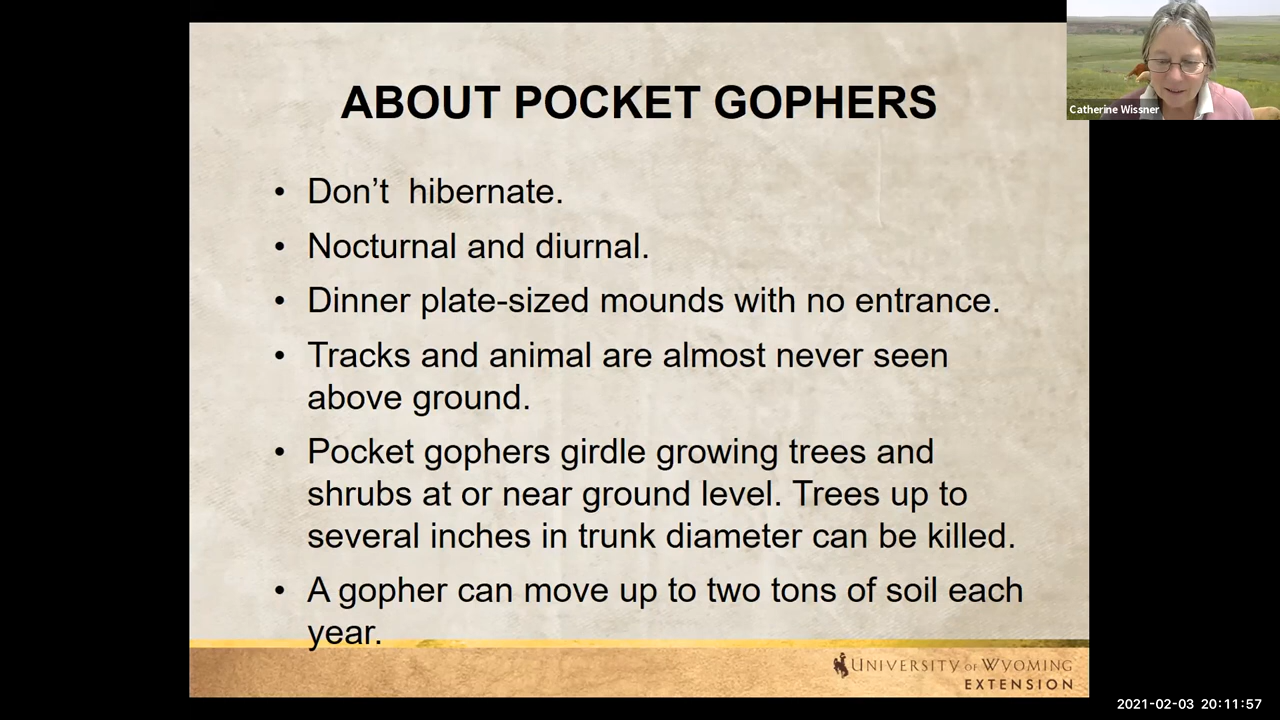 ABOUT POCKET GOPHERS
Catherine Wissner
• Don’t  hibernate.
• Nocturnal and diurnal.
• Dinner plate-sized mounds with no entrance.
• Tracks and animal are almost never seen
above ground.
• Pocket gophers girdle growing trees and
shrubs at or near ground level. Trees up to
several inches in trunk diameter can be killed.
• A gopher can move up to two tons of soil each
year.
UNIVERSITY OF WYOMING
EXTENSION
2021-02-03 20:11:57